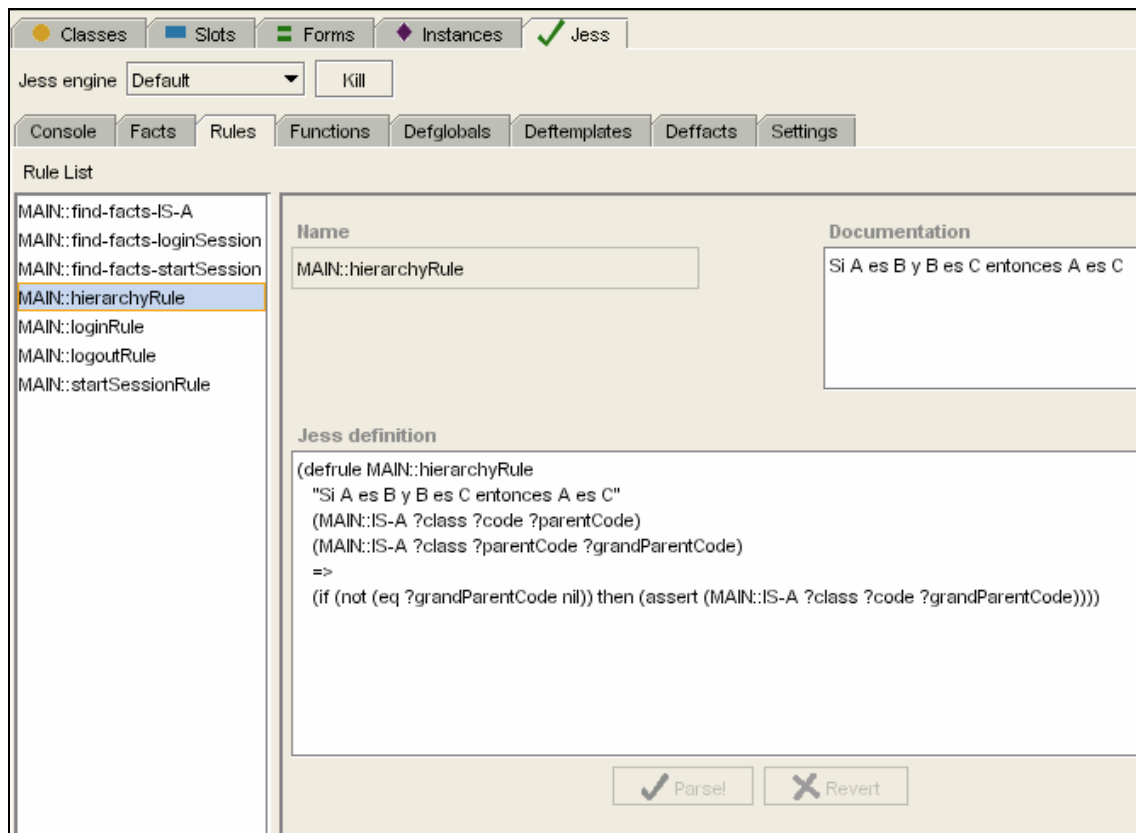 Classes Slots Forms Instances Jess
Jess engine Default Kill
Console Facts Rules Functions Defglobals Deftemplates Deffacts Settings
Rule List
MAIN::find-facts-IS-A
MAIN::find-facts-loginSession
MAIN::find-facts-startSession
MAIN::hierarchyRule
MAIN::loginRule
MAIN::logoutRule
MAIN::startSessionRule
Name
MAIN::hierarchyRule
Documentation
Si A es B y B es C entonces A es C
Jess definition
(defrule MAIN::hierarchyRule
"Si A es B y B es C entonces A es C"
(MAIN::IS-A ?class ?code ?parentCode)
(MAIN::IS-A ?class ?parentCode ?grandParentCode)
=>
(if (not (eq ?grandParentCode nil)) then (assert (MAIN::IS-A ?class ?code ?grandParentCode))))
Parse! Revert